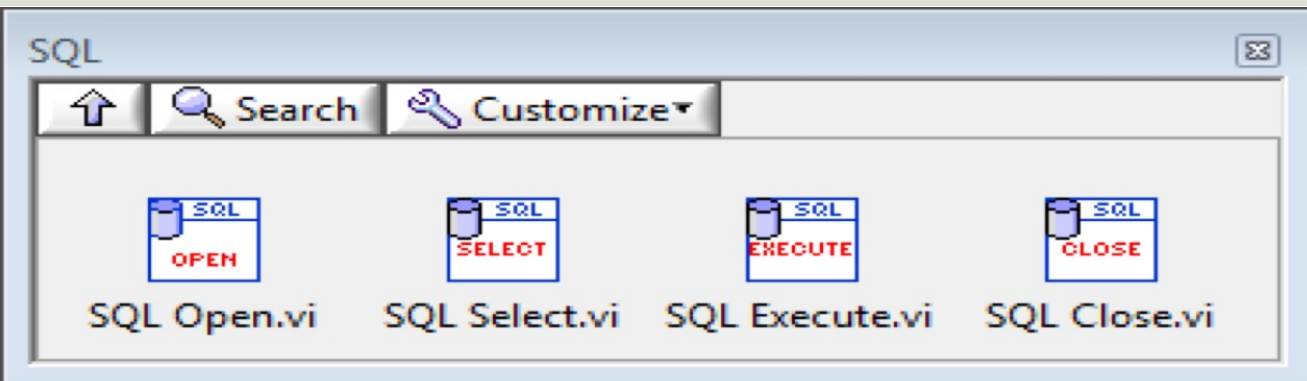 SQL
Search Customize
SQL SQL SQL SQL
OPEN SELECT EXECUTE CLOSE
SQL Open.vi SQL Select.vi SQL Execute.vi SQL Close.vi